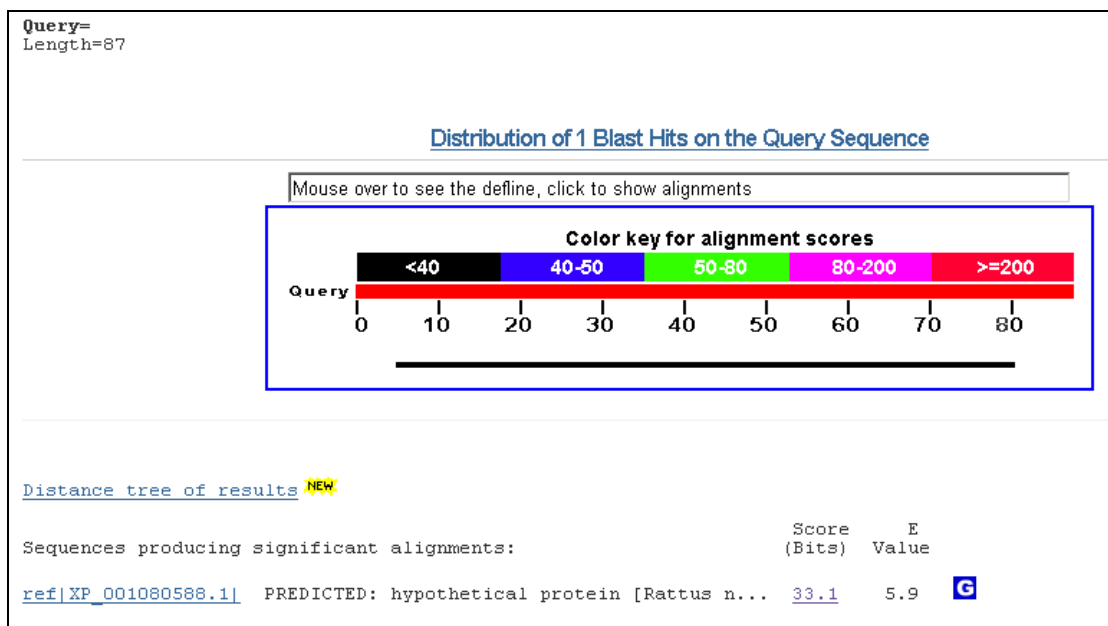 Query=
Length=87
Distribution of 1 Blast Hits on the Query Sequence
Mouse over to see the defline, click to show alignments
Color key for alignment scores
<40 40-50 50-80 80-200 >=200
Query
0 10 20 30 40 50 60 70 80
Distance tree of results NEW
Score E
Sequences producing significant alignments: (Bits) Value
ref|XP_001080588.1| PREDICTED: hypothetical protein [Rattus n... 33.1 5.9 G